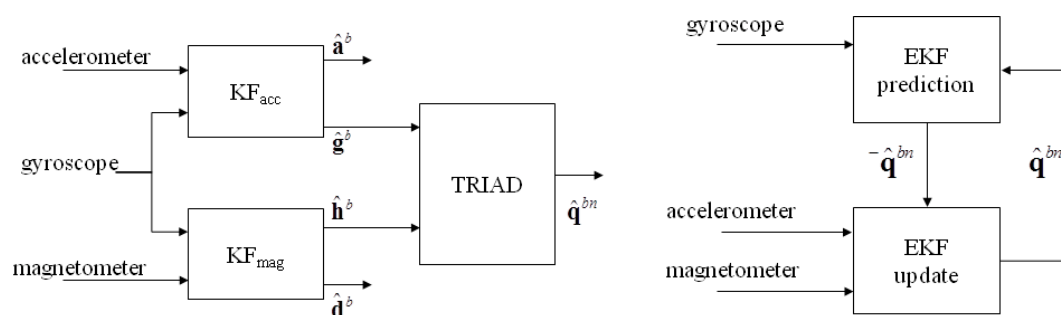 accelerometer
gyroscope
magnetometer
KF_acc
KF_mag
â^b
ĝ^b
ĥ^b
d̂^b
TRIAD
q̂^bn
gyroscope
EKF
prediction
⁻q̂^bn
q̂^bn
accelerometer
magnetometer
EKF
update